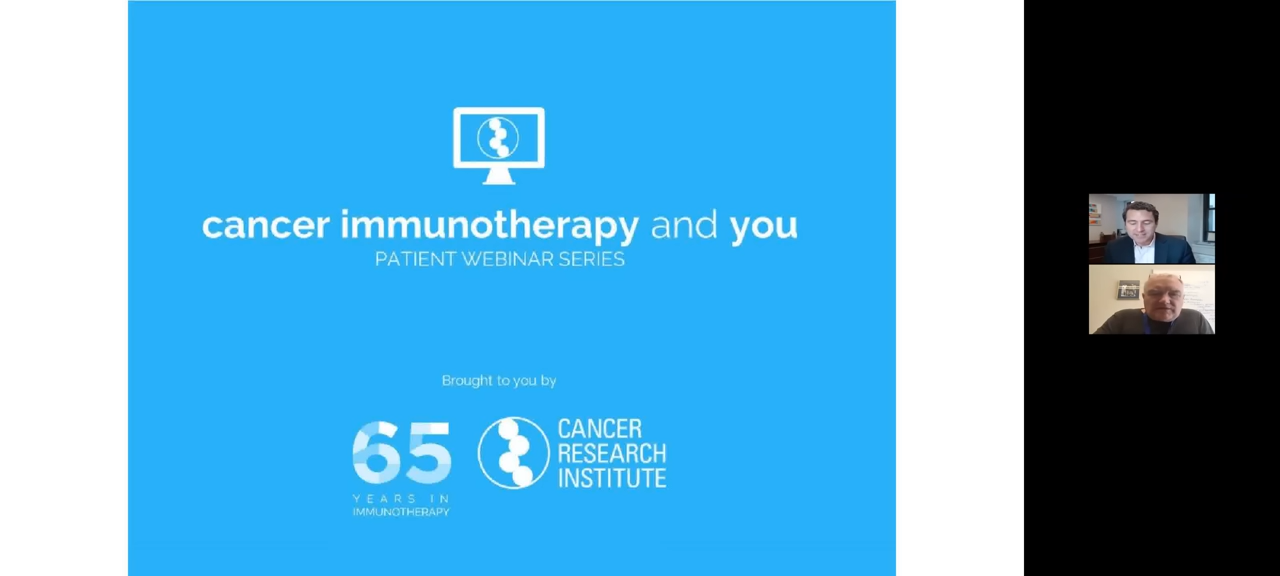 cancer immunotherapy and you
PATIENT WEBINAR SERIES
Brought to you by
65
YEARS IN
IMMUNOTHERAPY
CANCER
RESEARCH
INSTITUTE